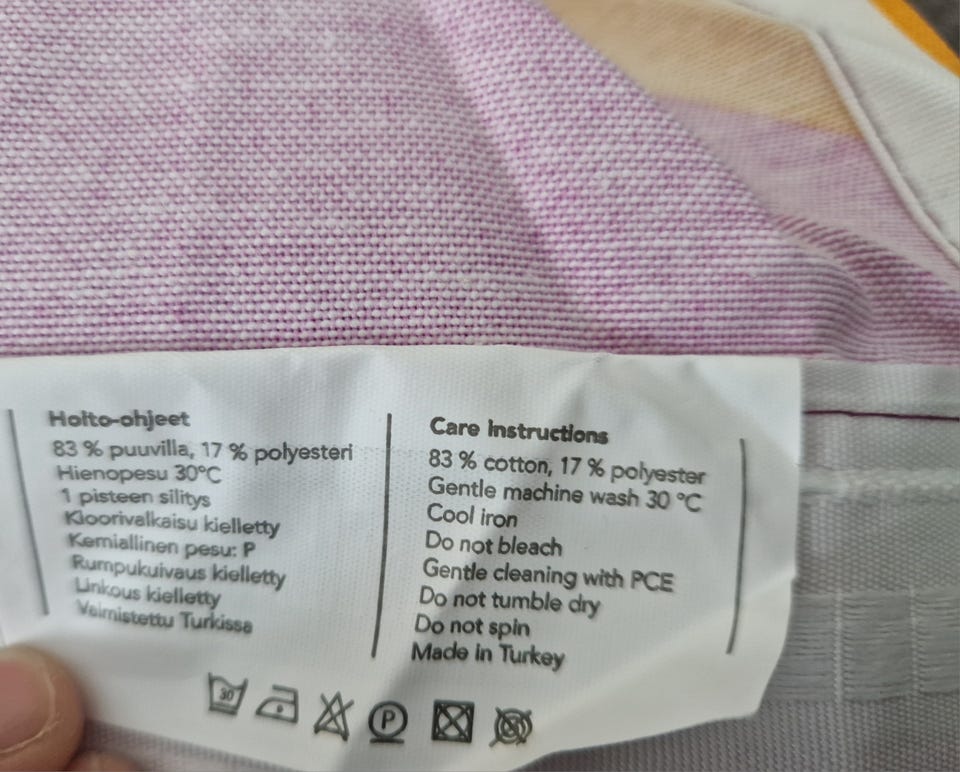 Hoito-ohjeet
83 % puuvilla, 17 % polyesteri
Hienopesu 30°C
1 pisteen silitys
Kloorivalkaisu kielletty
Kemiallinen pesu: P
Rumpukuivaus kielletty
Linkous kielletty
Valmistettu Turkissa
Care Instructions
83 % cotton, 17 % polyester
Gentle machine wash 30 °C
Cool iron
Do not bleach
Gentle cleaning with PCE
Do not tumble dry
Do not spin
Made in Turkey
30 P